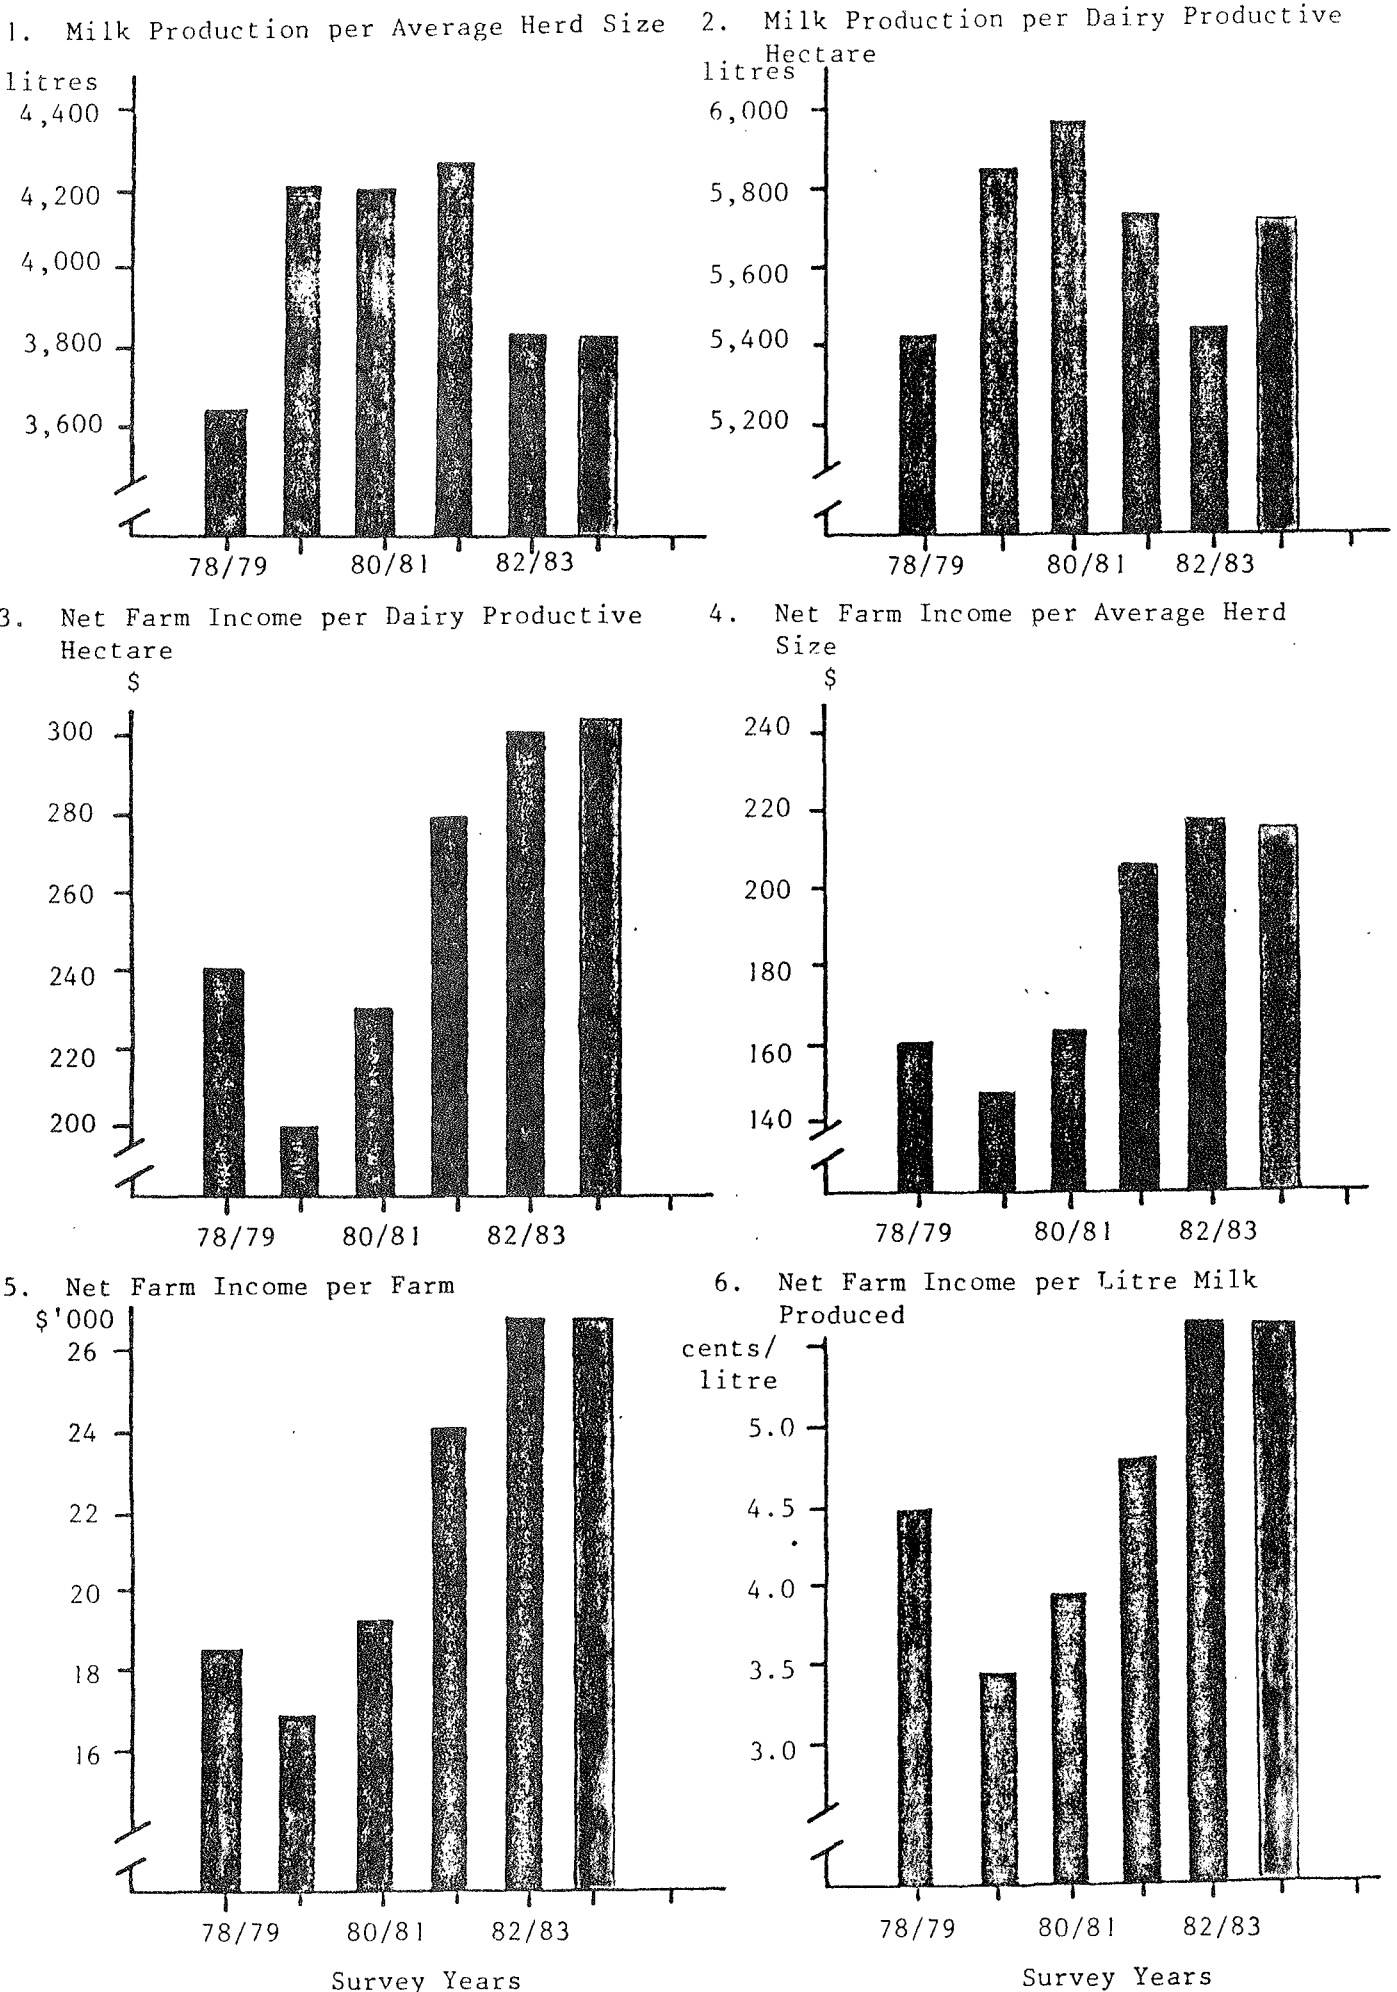 1. Milk Production per Average Herd Size
litres
4,400
4,200
4,000
3,800
3,600
78/79 80/81 82/83
2. Milk Production per Dairy Productive
Hectare
litres
6,000
5,800
5,600
5,400
5,200
78/79 80/81 82/83
3. Net Farm Income per Dairy Productive
Hectare
$
300
280
260
240
220
200
78/79 80/81 82/83
4. Net Farm Income per Average Herd
Size
$
240
220
200
180
160
140
78/79 80/81 82/83
5. Net Farm Income per Farm
$'000
26
24
22
20
18
16
78/79 80/81 82/83
Survey Years
6. Net Farm Income per Litre Milk
Produced
cents/
litre
5.0
4.5
4.0
3.5
3.0
78/79 80/81 82/83
Survey Years